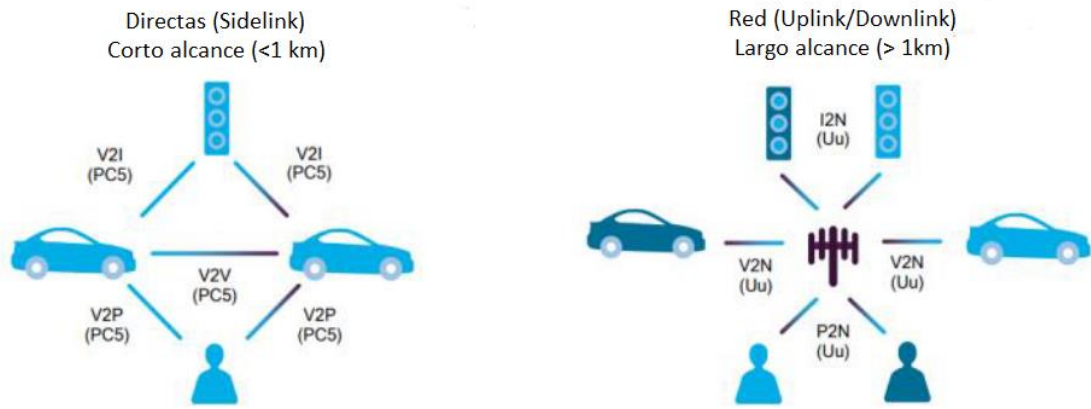 Directas (Sidelink)
Corto alcance (<1 km)
V2I
(PC5)
V2I
(PC5)
V2V
(PC5)
V2P
(PC5)
V2P
(PC5)
Red (Uplink/Downlink)
Largo alcance (> 1km)
I2N
(Uu)
V2N
(Uu)
V2N
(Uu)
P2N
(Uu)